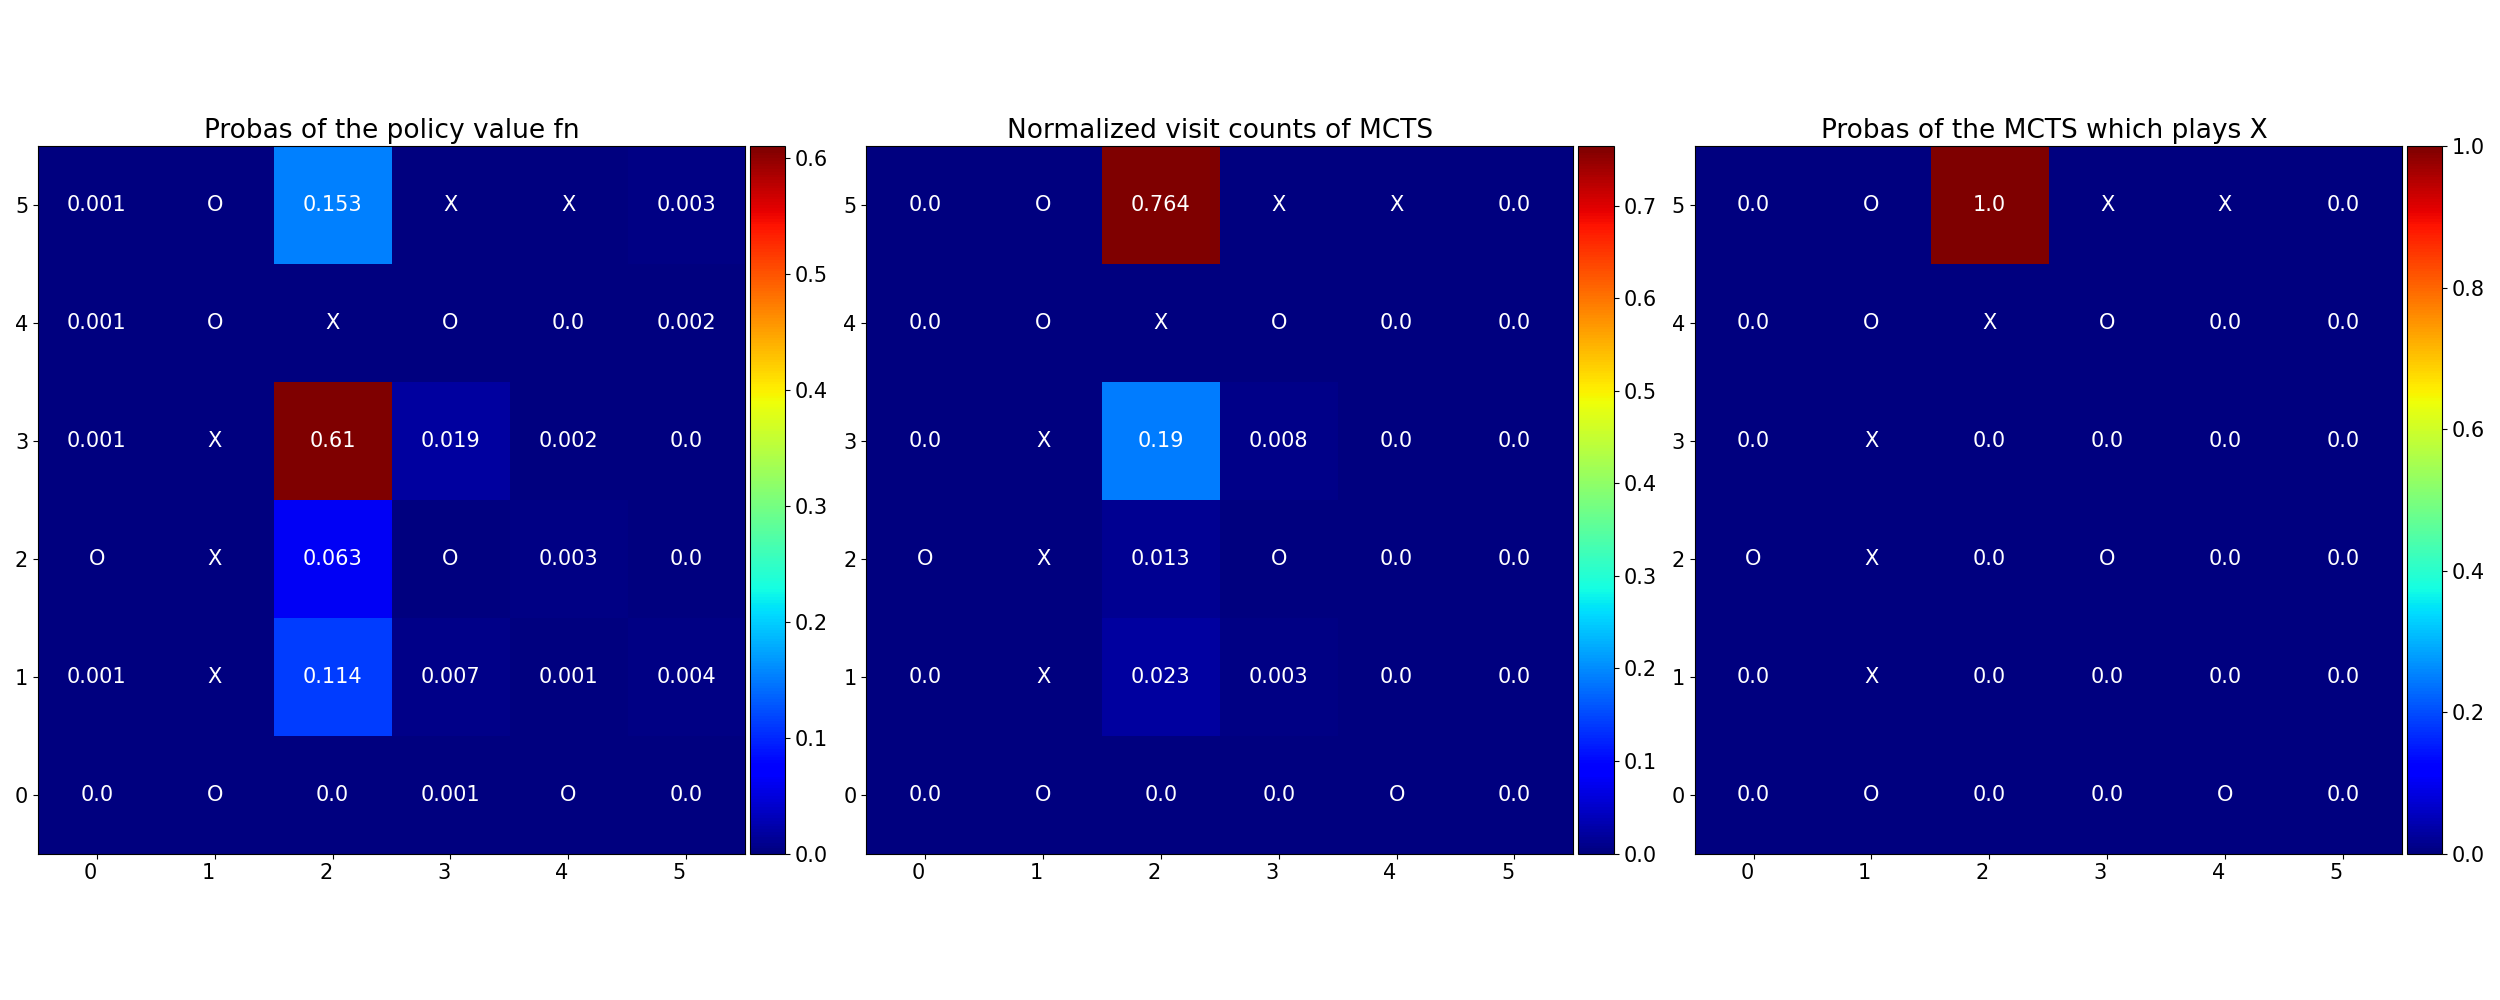 Probas of the policy value fn
5 0.001 O 0.153 X X 0.003
4 0.001 O X O 0.0 0.002
3 0.001 X 0.61 0.019 0.002 0.0
2 O X 0.063 O 0.003 0.0
1 0.001 X 0.114 0.007 0.001 0.004
0 0.0 O 0.0 0.001 O 0.0
0 1 2 3 4 5
0.6
0.5
0.4
0.3
0.2
0.1
0.0
Normalized visit counts of MCTS
5 0.0 O 0.764 X X 0.0
4 0.0 O X O 0.0 0.0
3 0.0 X 0.19 0.008 0.0 0.0
2 O X 0.013 O 0.0 0.0
1 0.0 X 0.023 0.003 0.0 0.0
0 0.0 O 0.0 0.0 O 0.0
0 1 2 3 4 5
0.7
0.6
0.5
0.4
0.3
0.2
0.1
0.0
Probas of the MCTS which plays X
5 0.0 O 1.0 X X 0.0
4 0.0 O X O 0.0 0.0
3 0.0 X 0.0 0.0 0.0 0.0
2 O X 0.0 O 0.0 0.0
1 0.0 X 0.0 0.0 0.0 0.0
0 0.0 O 0.0 0.0 O 0.0
0 1 2 3 4 5
1.0
0.8
0.6
0.4
0.2
0.0